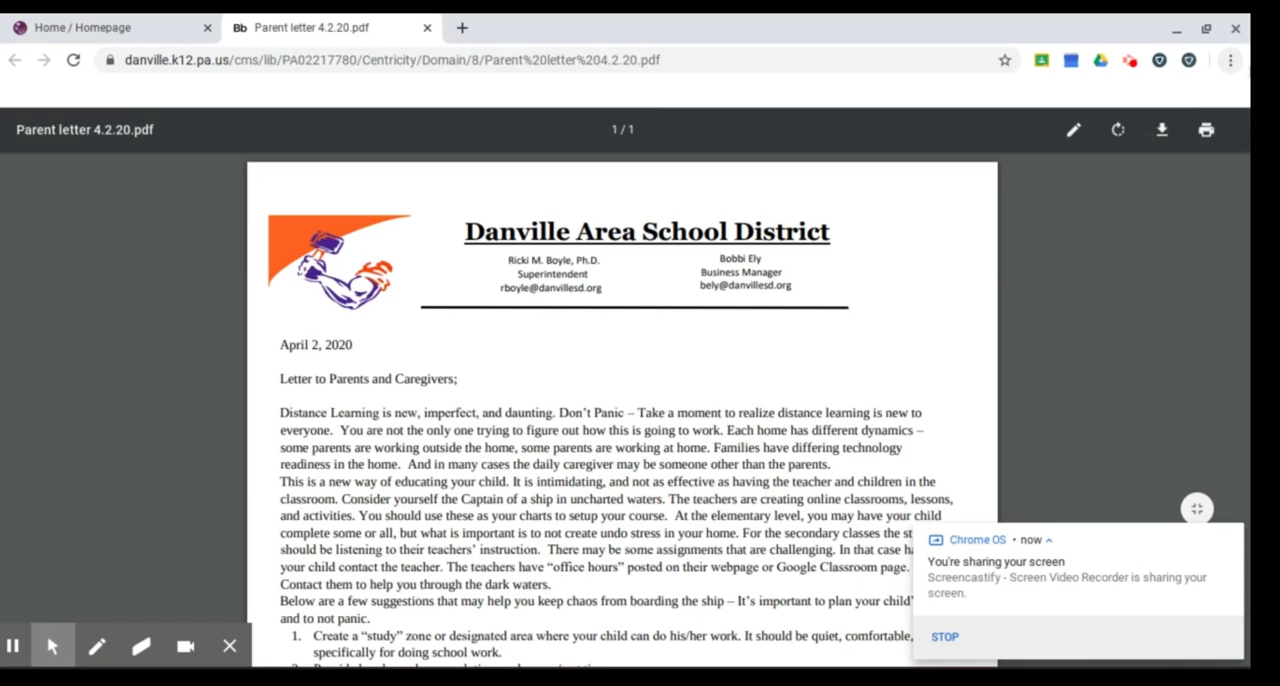 Home / Homepage
Bb Parent letter 4.2.20.pdf
danville.k12.pa.us/cms/lib/PA02217780/Centricity/Domain/8/Parent%20letter%204.2.20.pdf
Parent letter 4.2.20.pdf
1 / 1
Danville Area School District
Ricki M. Boyle, Ph.D.
Superintendent
rboyle@danvillesd.org
Bobbi Ely
Business Manager
bely@danvillesd.org
April 2, 2020
Letter to Parents and Caregivers;
Distance Learning is new, imperfect, and daunting. Don't Panic – Take a moment to realize distance learning is new to
everyone. You are not the only one trying to figure out how this is going to work. Each home has different dynamics –
some parents are working outside the home, some parents are working at home. Families have differing technology
readiness in the home. And in many cases the daily caregiver may be someone other than the parents.
This is a new way of educating your child. It is intimidating, and not as effective as having the teacher and children in the
classroom. Consider yourself the Captain of a ship in uncharted waters. The teachers are creating online classrooms, lessons,
and activities. You should use these as your charts to setup your course. At the elementary level, you may have your child
complete some or all, but what is important is to not create undo stress in your home. For the secondary classes the
should be listening to their teachers' instruction. There may be some assignments that are challenging. In that case
your child contact the teacher. The teachers have "office hours" posted on their webpage or Google Classroom page.
Contact them to help you through the dark waters.
Below are a few suggestions that may help you keep chaos from boarding the ship – It's important to plan your child'
and to not panic.
1. Create a "study" zone or designated area where your child can do his/her work. It should be quiet, comfortable,
specifically for doing school work.
Chrome OS • now
You're sharing your screen
Screencastify - Screen Video Recorder is sharing your
screen.
STOP